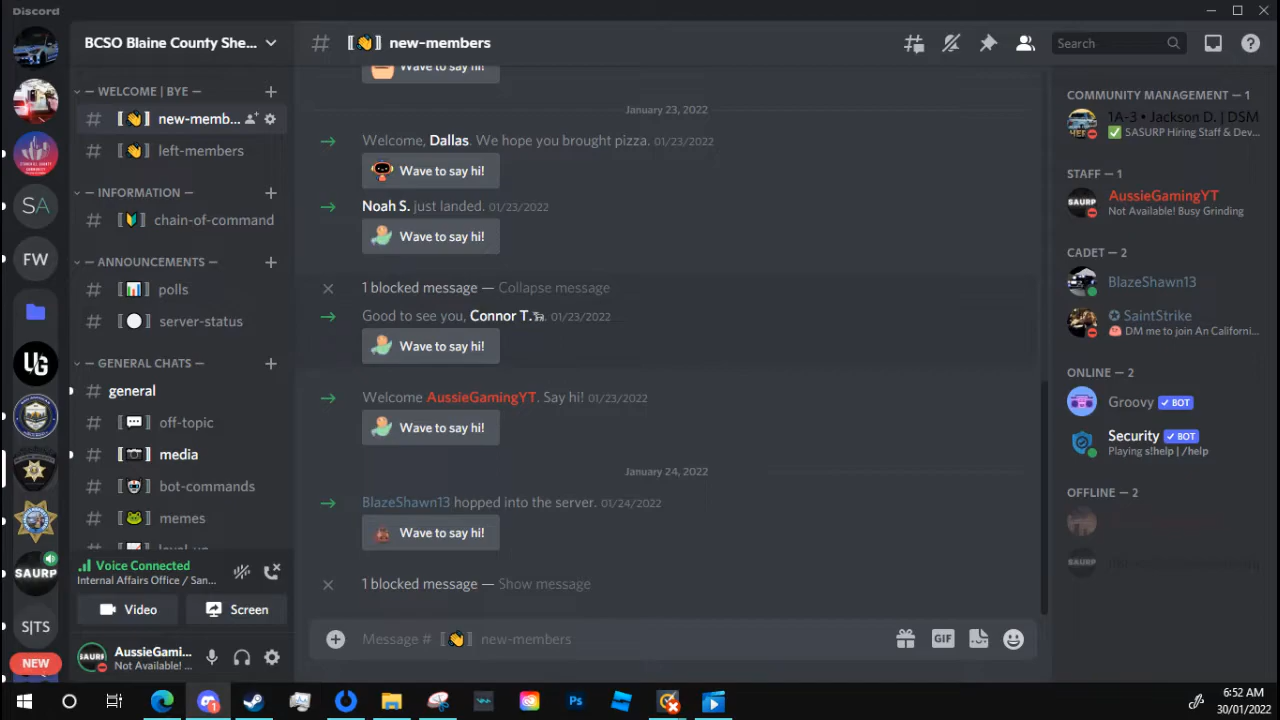 Discord
BCSO Blaine County She...
WELCOME | BYE —
# 【👋】 new-memb...
# 【👋】 left-members
— INFORMATION —
# 【🔰】 chain-of-command
— ANNOUNCEMENTS —
# 【📊】 polls
# 【⚪】 server-status
— GENERAL CHATS —
# general
# 【💬】 off-topic
# 【📷】 media
# 【🤖】 bot-commands
# 【🐸】 memes
Voice Connected
Internal Affairs Office / San...
Video
Screen
AussieGami...
Not Available! ...
SA
FW
UG
SAURP
S|TS
NEW
# 【👋】 new-members
Search
Wave to say hi!
January 23, 2022
Welcome, Dallas. We hope you brought pizza. 01/23/2022
Wave to say hi!
Noah S. just landed. 01/23/2022
Wave to say hi!
1 blocked message — Collapse message
Good to see you, Connor T. 01/23/2022
Wave to say hi!
Welcome AussieGamingYT. Say hi! 01/23/2022
Wave to say hi!
January 24, 2022
BlazeShawn13 hopped into the server. 01/24/2022
Wave to say hi!
1 blocked message — Show message
Message # 【👋】 new-members
GIF
COMMUNITY MANAGEMENT — 1
1A-3 • Jackson D. | DSM
✅ SASURP Hiring Staff & Dev...
STAFF — 1
AussieGamingYT
Not Available! Busy Grinding
CADET — 2
BlazeShawn13
✪ SaintStrike
DM me to join An Californi...
ONLINE — 2
Groovy ✓ BOT
Security ✓ BOT
Playing s!help | /help
OFFLINE — 2
Ps
6:52 AM
30/01/2022